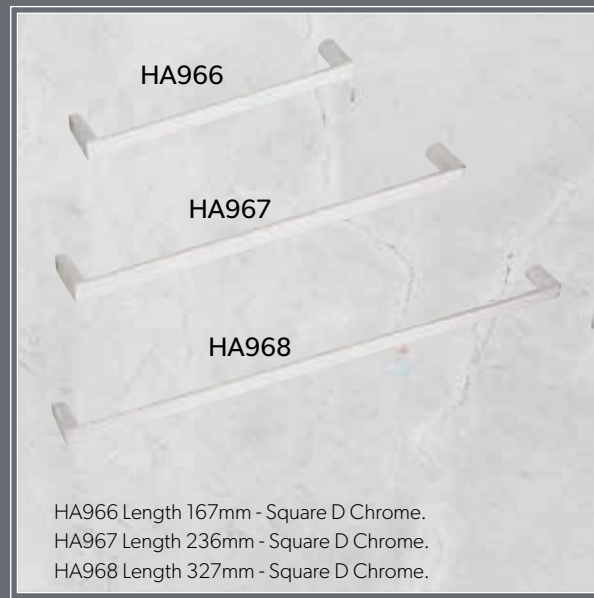 HA966
HA967
HA968
HA966 Length 167mm - Square D Chrome.
HA967 Length 236mm - Square D Chrome.
HA968 Length 327mm - Square D Chrome.